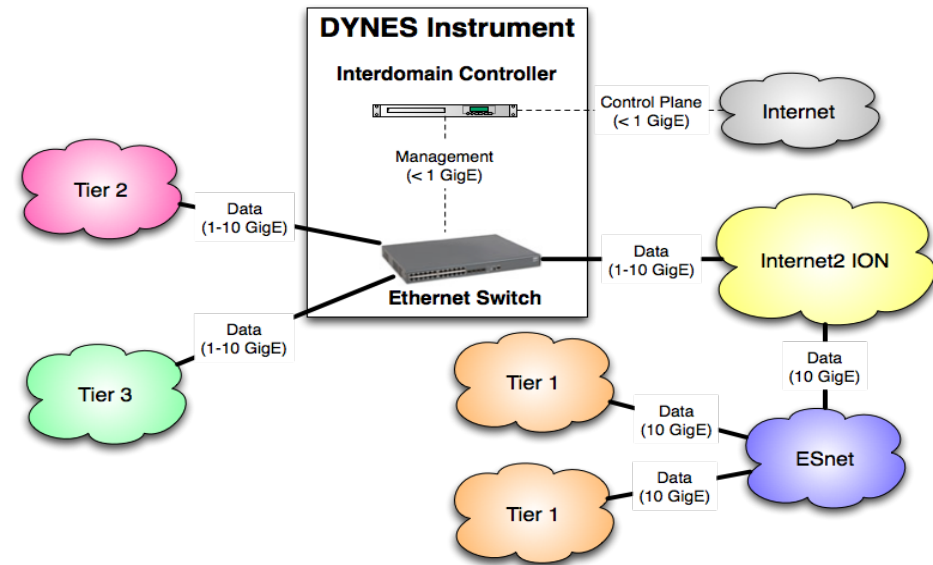 DYNES Instrument
Interdomain Controller
Control Plane
(< 1 GigE)
Internet
Management
(< 1 GigE)
Tier 2
Data
(1-10 GigE)
Data
(1-10 GigE)
Internet2 ION
Ethernet Switch
Data
(1-10 GigE)
Tier 3
Data
(10 GigE)
Tier 1
Data
(10 GigE)
ESnet
Data
(10 GigE)
Tier 1